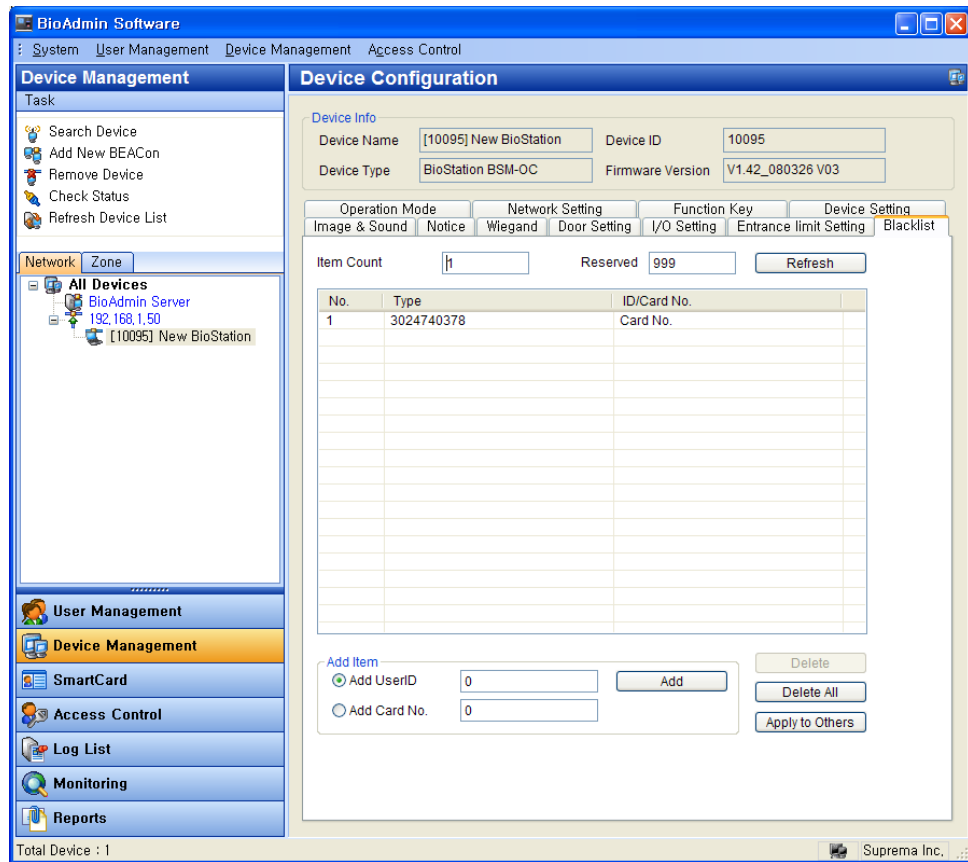 BioAdmin Software
System User Management Device Management Access Control
Device Management
Task
Search Device
Add New BEACon
Remove Device
Check Status
Refresh Device List
Network Zone
All Devices
BioAdmin Server
192,168,1,50
[10095] New BioStation
User Management
Device Management
SmartCard
Access Control
Log List
Monitoring
Reports
Device Configuration
Device Info
Device Name [10095] New BioStation Device ID 10095
Device Type BioStation BSM-OC Firmware Version V1.42_080326 V03
Operation Mode Network Setting Function Key Device Setting
Image & Sound Notice Wiegand Door Setting I/O Setting Entrance limit Setting Blacklist
Item Count 1 Reserved 999 Refresh
No. Type ID/Card No.
1 3024740378 Card No.
Add Item
Add UserID 0 Add
Add Card No. 0
Delete
Delete All
Apply to Others
Total Device : 1 Suprema Inc,